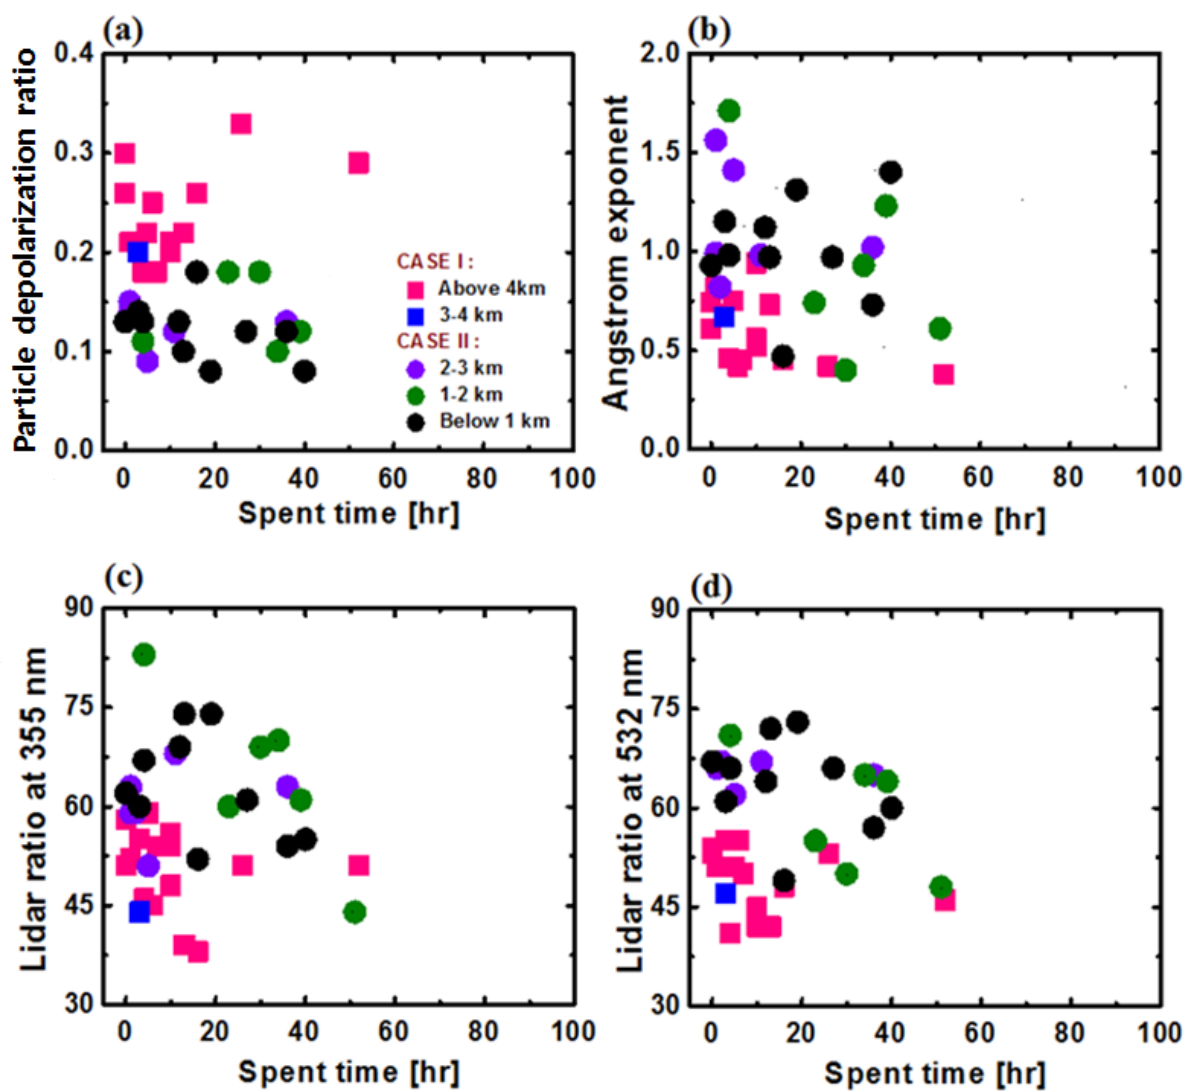 (a)
Particle depolarization ratio
0.4
0.3
0.2
0.1
0.0
0 20 40 60 80 100
Spent time [hr]
CASE I :
Above 4km
3-4 km
CASE II :
2-3 km
1-2 km
Below 1 km
(b)
Angstrom exponent
2.0
1.5
1.0
0.5
0.0
0 20 40 60 80 100
Spent time [hr]
(c)
Lidar ratio at 355 nm
90
75
60
45
30
0 20 40 60 80 100
Spent time [hr]
(d)
Lidar ratio at 532 nm
90
75
60
45
30
0 20 40 60 80 100
Spent time [hr]